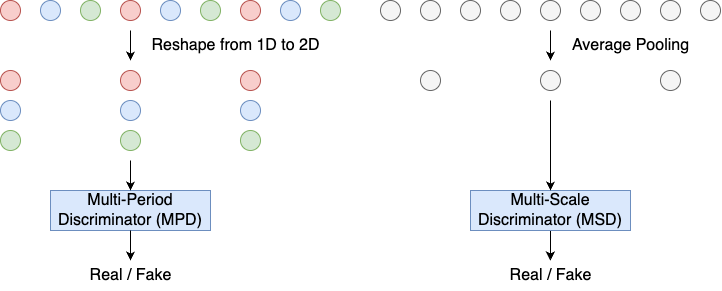 Reshape from 1D to 2D
Multi-Period
Discriminator (MPD)
Real / Fake
Average Pooling
Multi-Scale
Discriminator (MSD)
Real / Fake